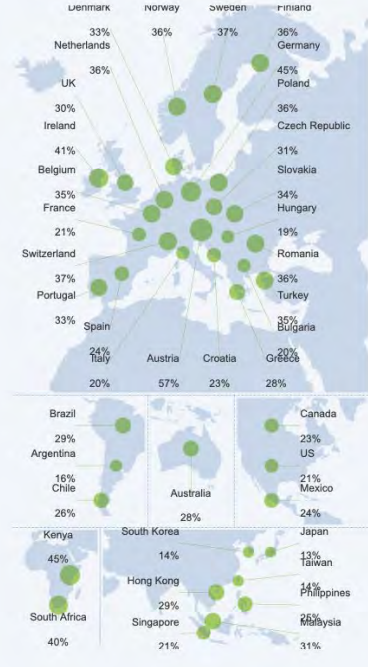 Denmark Norway Sweden Finland
33% 36% 37% 36%
Netherlands Germany
36% 45%
UK Poland
30% 36%
Ireland Czech Republic
41% 31%
Belgium Slovakia
35% 34%
France Hungary
21% 19%
Switzerland Romania
37% 36%
Portugal Turkey
33% 35%
Spain Bulgaria
24% 20%
Italy Austria Croatia Greece
20% 57% 23% 28%
Brazil Canada
29% 23%
Argentina US
16% 21%
Chile Mexico
26% 24%
Australia
28%
Kenya South Korea Japan
45% 14% 13%
Taiwan
14%
Hong Kong Philippines
29% 26%
South Africa Singapore Malaysia
40% 21% 31%